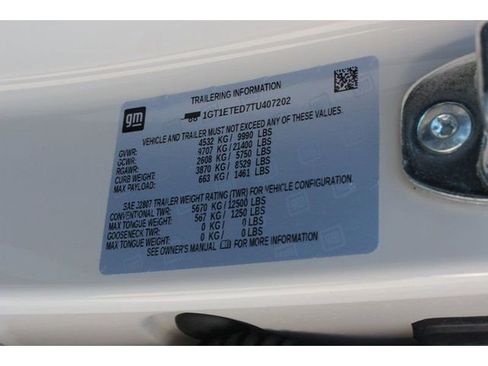 TRAILERING INFORMATION
gm
1GT1ETED7TU407202
VEHICLE AND TRAILER MUST NOT EXCEED ANY OF THESE VALUES.
GVWR: 4532 KG / 9990 LBS
GCWR: 9707 KG / 21400 LBS
RGAWR: 2608 KG / 5750 LBS
CURB WEIGHT: 3870 KG / 8529 LBS
MAX PAYLOAD: 663 KG / 1461 LBS
SAE J2807 TRAILER WEIGHT RATING (TWR) FOR VEHICLE CONFIGURATION.
CONVENTIONAL TWR: 5670 KG / 12500 LBS
MAX TONGUE WEIGHT: 567 KG / 1250 LBS
GOOSENECK TWR: 0 KG / 0 LBS
MAX TONGUE WEIGHT: 0 KG / 0 LBS
SEE OWNER'S MANUAL FOR MORE INFORMATION